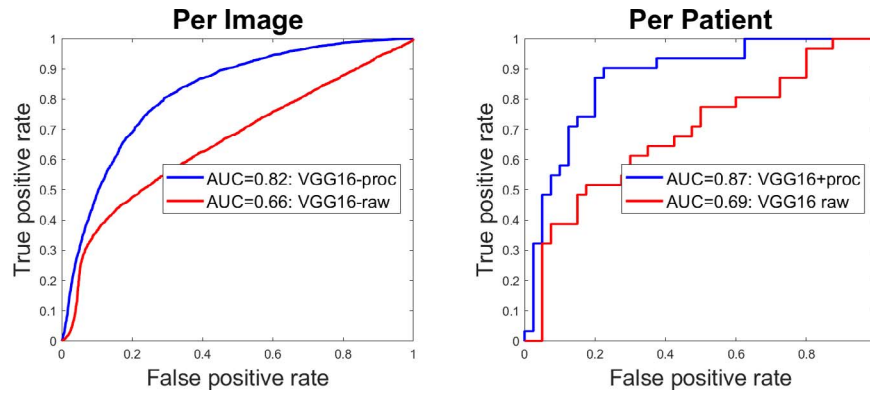 Per Image
1
0.9
0.8
0.7
0.6
0.5
0.4
0.3
0.2
0.1
0
True positive rate
AUC=0.82: VGG16-proc
AUC=0.66: VGG16-raw
0 0.2 0.4 0.6 0.8 1
False positive rate
Per Patient
1
0.9
0.8
0.7
0.6
0.5
0.4
0.3
0.2
0.1
0
True positive rate
AUC=0.87: VGG16+proc
AUC=0.69: VGG16 raw
0 0.2 0.4 0.6 0.8
False positive rate